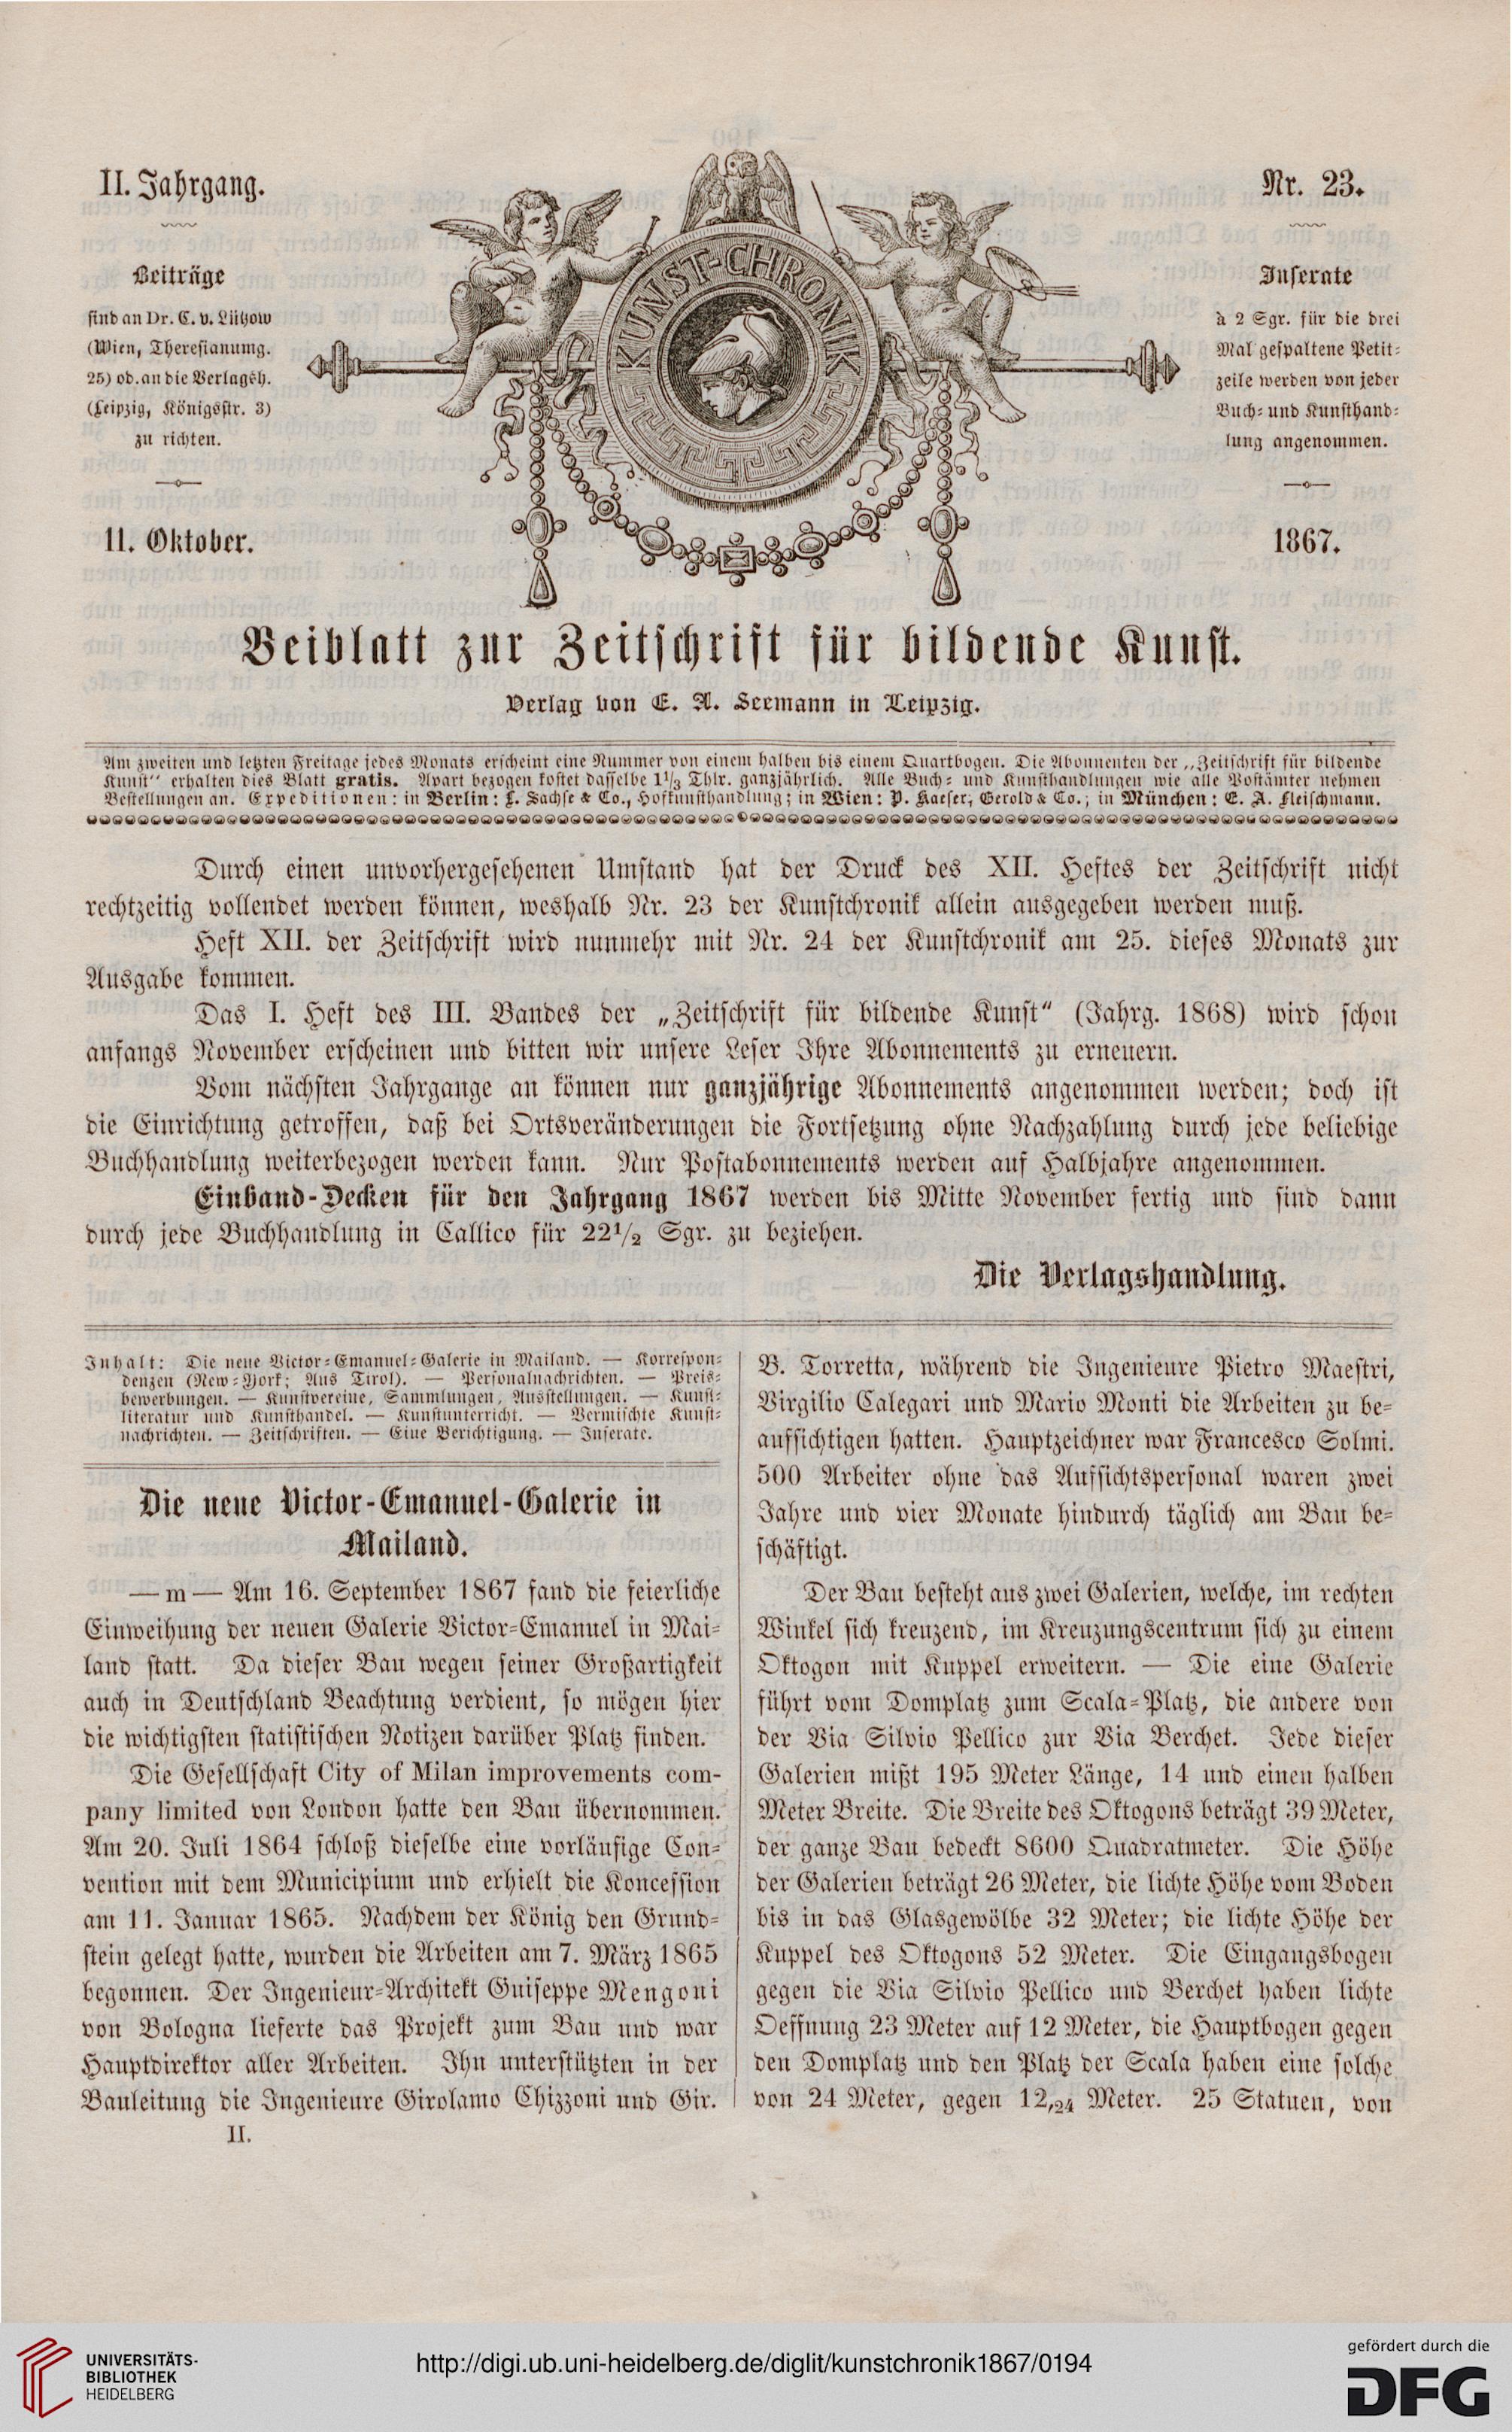 II. Jahrgang.
Nr. 23.
Beiträge
sind an Dr. C. v. Lützow
(Wien, Theresianumg.
25) od. an die Verlagsh.
(Leipzig, Königsstr. 3)
zu richten.
11. Oktober.
KUNST-CHRONIK
Inserate
à 2 Sgr. für die drei
Mal gespaltene Petit-
zeile werden von jeder
Buch- und Kunsthand-
lung angenommen.
1867.
Beiblatt zur Zeitschrift für bildende Kunst.
Verlag von E. A. Seemann in Leipzig.
Am zweiten und letzten Freitage jedes Monats erscheint eine Nummer von einem halben bis einem Quartbogen. Die Abonnenten der „Zeitschrift für bildende
Kunst" erhalten dies Blatt gratis. Apart bezogen kostet dasselbe 1⅓ Thlr. ganzjährlich. Alle Buch- und Kunsthandlungen wie alle Postämter nehmen
Bestellungen an. Expeditionen: in Berlin: L. Sachse & Co., Hofkunsthandlung; in Wien: P. Kaeser, Gerold & Co.; in München: E. A. Fleischmann.
Durch einen unvorhergesehenen Umstand hat der Druck des XII. Heftes der Zeitschrift nicht
rechtzeitig vollendet werden können, weshalb Nr. 23 der Kunstchronik allein ausgegeben werden muß.
Heft XII. der Zeitschrift wird nunmehr mit Nr. 24 der Kunstchronik am 25. dieses Monats zur
Ausgabe kommen.
Das I. Heft des III. Bandes der „Zeitschrift für bildende Kunst" (Jahrg. 1868) wird schon
anfangs November erscheinen und bitten wir unsere Leser Ihre Abonnements zu erneuern.
Vom nächsten Jahrgange an können nur ganzjährige Abonnements angenommen werden; doch ist
die Einrichtung getroffen, daß bei Ortsveränderungen die Fortsetzung ohne Nachzahlung durch jede beliebige
Buchhandlung weiterbezogen werden kann. Nur Postabonnements werden auf Halbjahre angenommen.
Einband-Decken für den Jahrgang 1867 werden bis Mitte November fertig und sind dann
durch jede Buchhandlung in Callico für 22½ Sgr. zu beziehen.
Die Verlagshandlung.
Inhalt: Die neue Victor-Emanuel-Galerie in Mailand. — Korrespon-
denzen (New-York; Aus Tirol). — Personalnachrichten. — Preis-
bewerbungen. — Kunstvereine, Sammlungen, Ausstellungen. — Kunst-
literatur und Kunsthandel. — Kunstunterricht. — Vermischte Kunst-
nachrichten. — Zeitschriften. — Eine Berichtigung. — Inserate.
Die neue Victor-Emanuel-Galerie in
Mailand.
— m — Am 16. September 1867 fand die feierliche
Einweihung der neuen Galerie Victor-Emanuel in Mai-
land statt. Da dieser Bau wegen seiner Großartigkeit
auch in Deutschland Beachtung verdient, so mögen hier
die wichtigsten statistischen Notizen darüber Platz finden.
Die Gesellschaft City of Milan improvements com-
pany limited von London hatte den Bau übernommen.
Am 20. Juli 1864 schloß dieselbe eine vorläufige Con-
vention mit dem Municipium und erhielt die Koncession
am 11. Januar 1865. Nachdem der König den Grund-
stein gelegt hatte, wurden die Arbeiten am 7. März 1865
begonnen. Der Ingenieur-Architekt Guiseppe Mengoni
von Bologna lieferte das Projekt zum Bau und war
Hauptdirektor aller Arbeiten. Ihn unterstützten in der
Bauleitung die Ingenieure Girolamo Chizzoni und Gir.
II.
B. Torretta, während die Ingenieure Pietro Maestri,
Virgilio Calegari und Mario Monti die Arbeiten zu be-
aufsichtigen hatten. Hauptzeichner war Francesco Solmi.
500 Arbeiter ohne das Aufsichtspersonal waren zwei
Jahre und vier Monate hindurch täglich am Bau be-
schäftigt.
Der Bau besteht aus zwei Galerien, welche, im rechten
Winkel sich kreuzend, im Kreuzungscentrum sich zu einem
Oktogon mit Kuppel erweitern. — Die eine Galerie
führt vom Domplatz zum Scala-Platz, die andere von
der Via Silvio Pellico zur Via Berchet. Jede dieser
Galerien mißt 195 Meter Länge, 14 und einen halben
Meter Breite. Die Breite des Oktogons beträgt 39 Meter,
der ganze Bau bedeckt 8600 Quadratmeter. Die Höhe
der Galerien beträgt 26 Meter, die lichte Höhe vom Boden
bis in das Glasgewölbe 32 Meter; die lichte Höhe der
Kuppel des Oktogons 52 Meter. Die Eingangsbogen
gegen die Via Silvio Pellico und Berchet haben lichte
Oeffnung 23 Meter auf 12 Meter, die Hauptbogen gegen
den Domplatz und den Platz der Scala haben eine solche
von 24 Meter, gegen 12,24 Meter. 25 Statuen, von
UNIVERSITÄTS-
BIBLIOTHEK
HEIDELBERG
http://digi.ub.uni-heidelberg.de/diglit/kunstchronik1867/0194
gefördert durch die
DFG